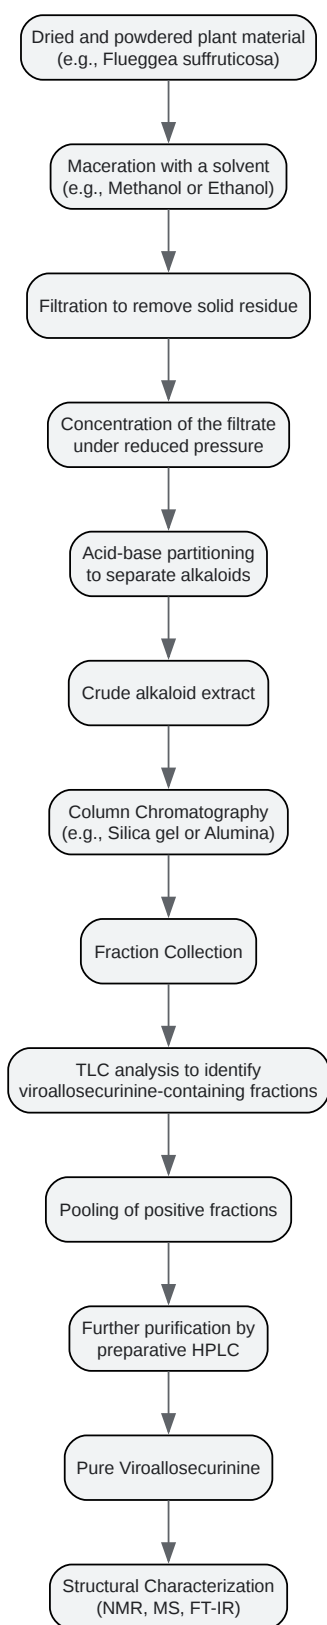 Dried and powdered plant material
(e.g., Flueggea suffruticosa)
Maceration with a solvent
(e.g., Methanol or Ethanol)
Filtration to remove solid residue
Concentration of the filtrate
under reduced pressure
Acid-base partitioning
to separate alkaloids
Crude alkaloid extract
Column Chromatography
(e.g., Silica gel or Alumina)
Fraction Collection
TLC analysis to identify
viroallosecurinine-containing fractions
Pooling of positive fractions
Further purification by
preparative HPLC
Pure Viroallosecurinine
Structural Characterization
(NMR, MS, FT-IR)